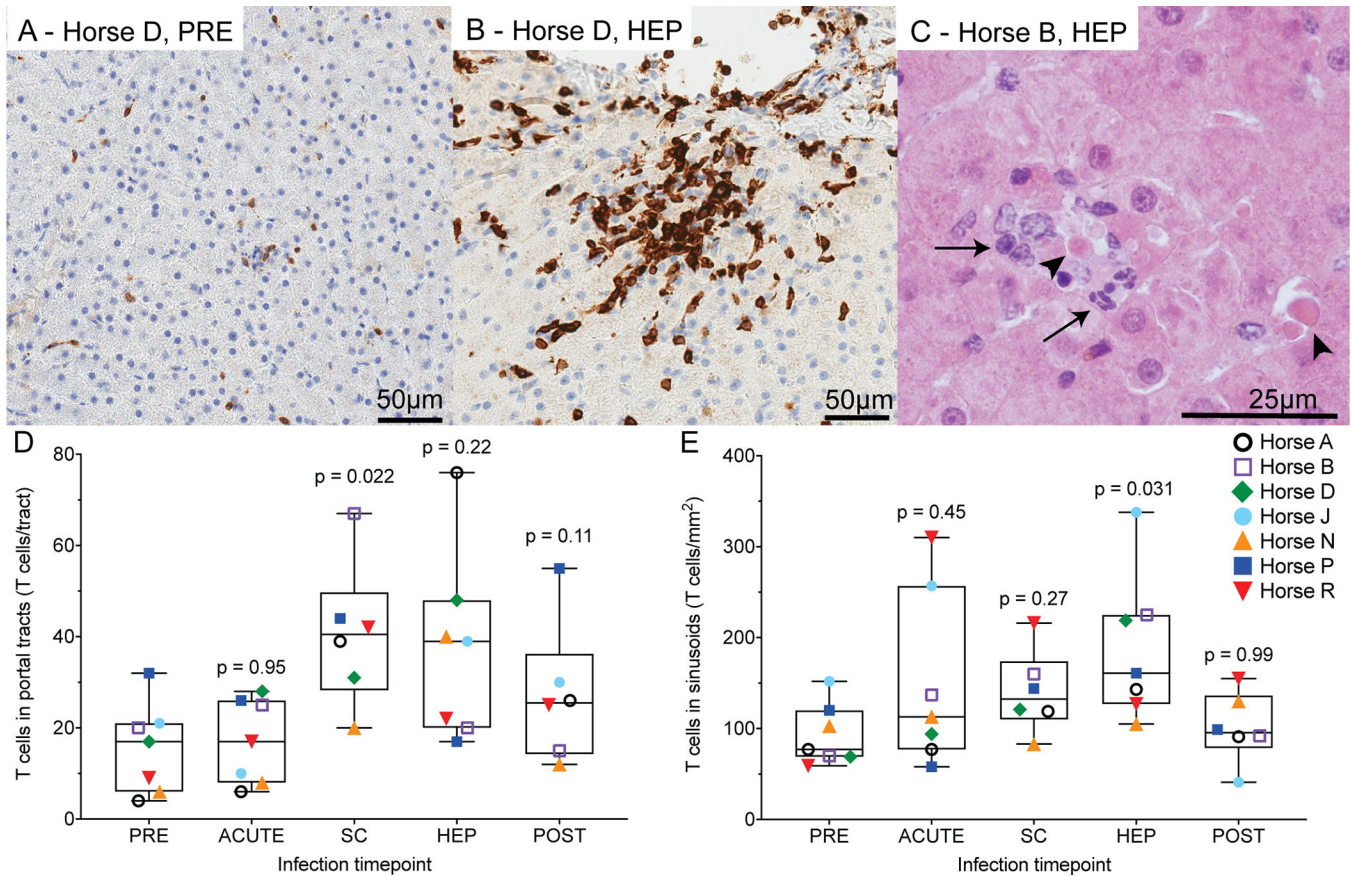 A - Horse D, PRE
B - Horse D, HEP
C - Horse B, HEP
50µm
50µm
25µm
D
T cells in portal tracts (T cells/tract)
80
60
40
20
0
p = 0.95
p = 0.022
p = 0.22
p = 0.11
PRE
ACUTE
SC
HEP
POST
Infection timepoint
E
T cells in sinusoids (T cells/mm²)
400
300
200
100
0
p = 0.45
p = 0.27
p = 0.031
p = 0.99
PRE
ACUTE
SC
HEP
POST
Infection timepoint
Horse A
Horse B
Horse D
Horse J
Horse N
Horse P
Horse R